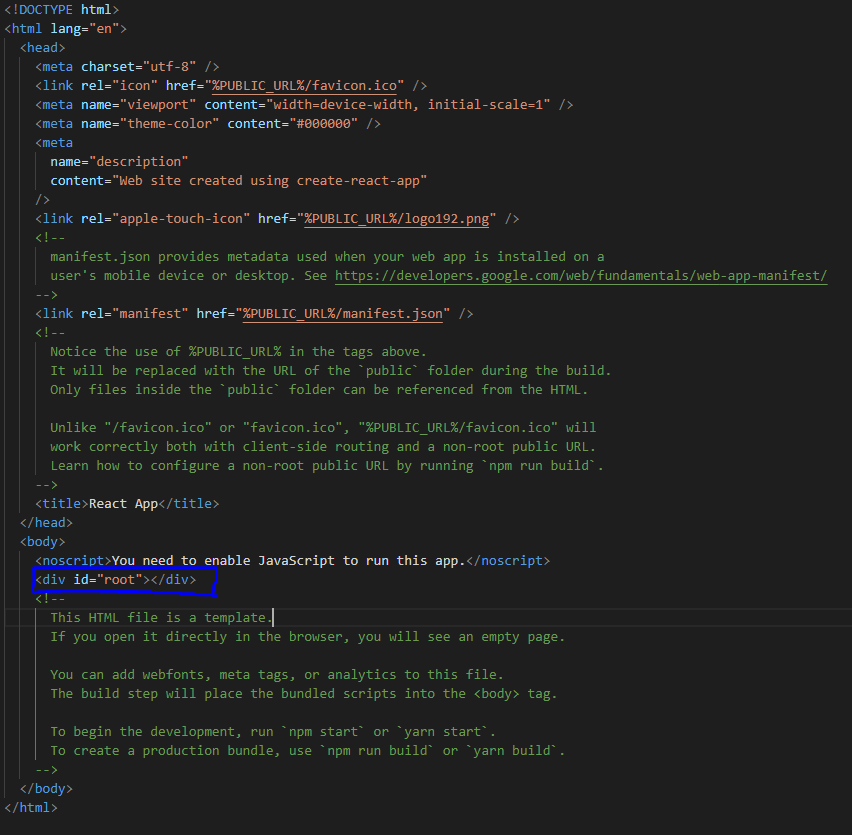 <!DOCTYPE html>
<html lang="en">
  <head>
    <meta charset="utf-8" />
    <link rel="icon" href="%PUBLIC_URL%/favicon.ico" />
    <meta name="viewport" content="width=device-width, initial-scale=1" />
    <meta name="theme-color" content="#000000" />
    <meta
      name="description"
      content="Web site created using create-react-app"
    />
    <link rel="apple-touch-icon" href="%PUBLIC_URL%/logo192.png" />
    <!--
      manifest.json provides metadata used when your web app is installed on a
      user's mobile device or desktop. See https://developers.google.com/web/fundamentals/web-app-manifest/
    -->
    <link rel="manifest" href="%PUBLIC_URL%/manifest.json" />
    <!--
      Notice the use of %PUBLIC_URL% in the tags above.
      It will be replaced with the URL of the `public` folder during the build.
      Only files inside the `public` folder can be referenced from the HTML.

      Unlike "/favicon.ico" or "favicon.ico", "%PUBLIC_URL%/favicon.ico" will
      work correctly both with client-side routing and a non-root public URL.
      Learn how to configure a non-root public URL by running `npm run build`.
    -->
    <title>React App</title>
  </head>
  <body>
    <noscript>You need to enable JavaScript to run this app.</noscript>
    <div id="root"></div>
    <!--
      This HTML file is a template.
      If you open it directly in the browser, you will see an empty page.

      You can add webfonts, meta tags, or analytics to this file.
      The build step will place the bundled scripts into the <body> tag.

      To begin the development, run `npm start` or `yarn start`.
      To create a production bundle, use `npm run build` or `yarn build`.
    -->
  </body>
</html>